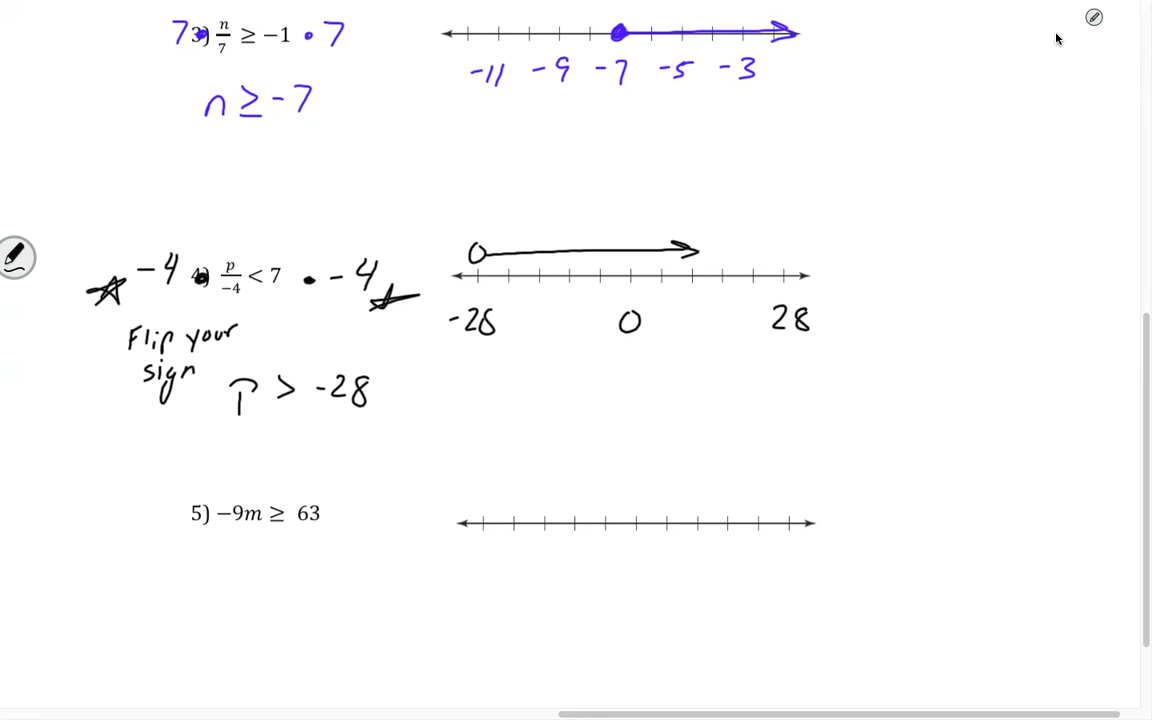 7 • 3) n/7 ≥ −1 • 7
-11 -9 -7 -5 -3
n ≥ -7
-4 • 4) p/−4 < 7 • -4
-28 0 28
Flip your
sign
P > -28
5) −9m ≥ 63